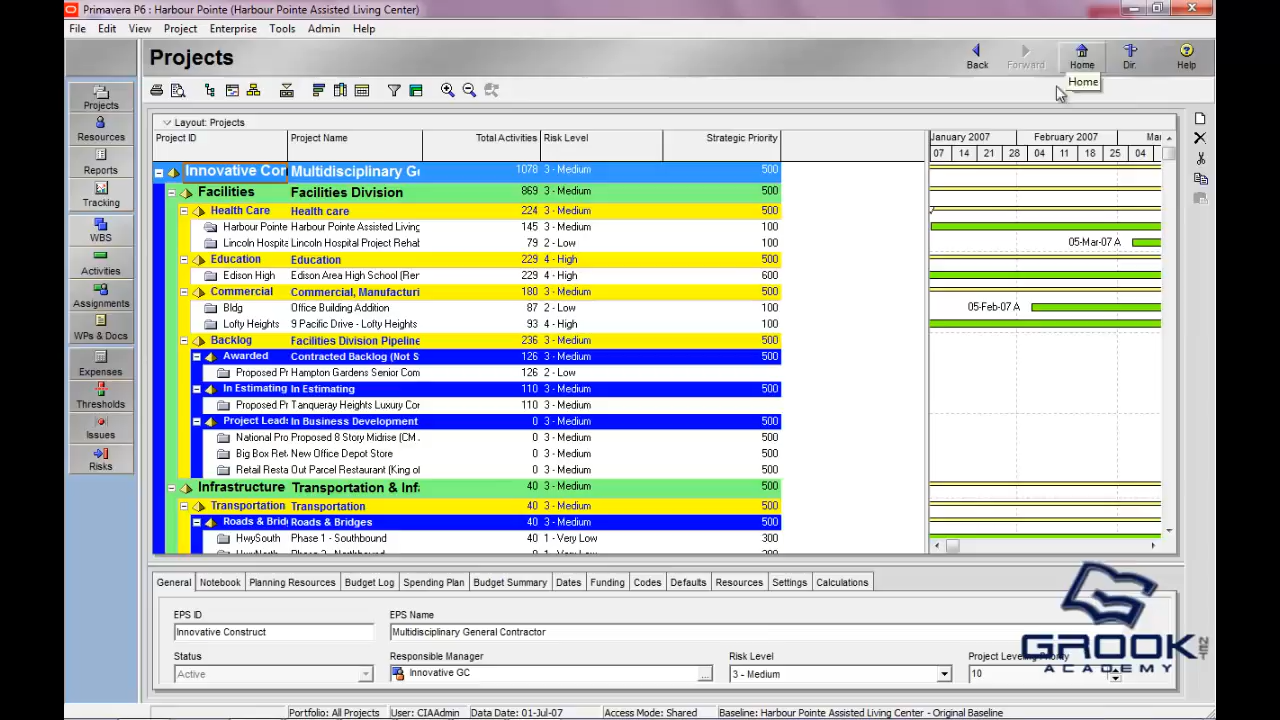 Primavera P6 : Harbour Pointe (Harbour Pointe Assisted Living Center)
File Edit View Project Enterprise Tools Admin Help
Projects
Back Forward Home Dir. Help
Home
Projects
Resources
Reports
Tracking
WBS
Activities
Assignments
WPs & Docs
Expenses
Thresholds
Issues
Risks
Layout: Projects
Project ID Project Name Total Activities Risk Level Strategic Priority
January 2007 February 2007
07 14 21 28 04 11 18 25 04
Innovative Cor Multidisciplinary G 1078 3 - Medium 500
Facilities Facilities Division 869 3 - Medium 500
Health Care Health care 224 3 - Medium 500
Harbour Pointe Harbour Pointe Assisted Living 145 3 - Medium 100
Lincoln Hospita Lincoln Hospital Project Rehab 79 2 - Low 100 05-Mar-07 A
Education Education 229 4 - High 500
Edison High Edison Area High School (Rer 229 4 - High 600
Commercial Commercial, Manufacturi 180 3 - Medium 500
Bldg Office Building Addition 87 2 - Low 100 05-Feb-07 A
Lofty Heights 9 Pacific Drive - Lofty Heights 93 4 - High 100
Backlog Facilities Division Pipeline 236 3 - Medium 500
Awarded Contracted Backlog (Not S 126 3 - Medium 500
Proposed Pr Hampton Gardens Senior Com 126 2 - Low
In Estimating In Estimating 110 3 - Medium 500
Proposed Pr Tanqueray Heights Luxury Co 110 3 - Medium
Project Leads In Business Development 0 3 - Medium 500
National Pro Proposed 8 Story Midrise (CM 0 3 - Medium 500
Big Box Ret New Office Depot Store 0 3 - Medium 500
Retail Resta Out Parcel Restaurant (King of 0 3 - Medium 500
Infrastructure Transportation & Inf 40 3 - Medium 500
Transportation Transportation 40 3 - Medium 500
Roads & Brid Roads & Bridges 40 3 - Medium 500
HwySouth Phase 1 - Southbound 40 1 - Very Low 300
General Notebook Planning Resources Budget Log Spending Plan Budget Summary Dates Funding Codes Defaults Resources Settings Calculations
EPS ID EPS Name
Innovative Construct Multidisciplinary General Contractor
Status Responsible Manager Risk Level Project Leveling Priority
Active Innovative GC ... 3 - Medium 10
GROOK.NET
ACADEMY
Portfolio: All Projects User: CIAAdmin Data Date: 01-Jul-07 Access Mode: Shared Baseline: Harbour Pointe Assisted Living Center - Original Baseline